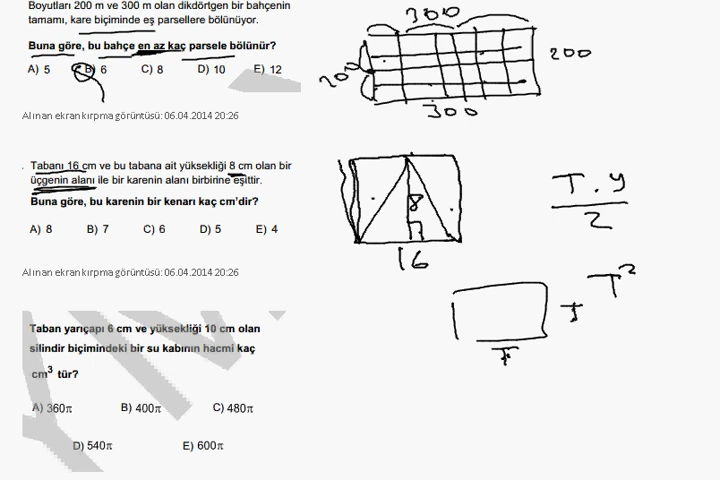 Boyutları 200 m ve 300 m olan dikdörtgen bir bahçenin
tamamı, kare biçiminde eş parsellere bölünüyor.
Buna göre, bu bahçe en az kaç parsele bölünür?
A) 5 B) 6 C) 8 D) 10 E) 12
Alınan ekran kırpma görüntüsü: 06.04.2014 20:26
300
200
200
300
Tabanı 16 cm ve bu tabana ait yüksekliği 8 cm olan bir
üçgenin alanı ile bir karenin alanı birbirine eşittir.
Buna göre, bu karenin bir kenarı kaç cm'dir?
A) 8 B) 7 C) 6 D) 5 E) 4
Alınan ekran kırpma görüntüsü: 06.04.2014 20:26
8
16
T . y
2
T²
T
T
Taban yarıçapı 6 cm ve yüksekliği 10 cm olan
silindir biçimindeki bir su kabının hacmi kaç
cm³ tür?
A) 360π B) 400π C) 480π
D) 540π E) 600π